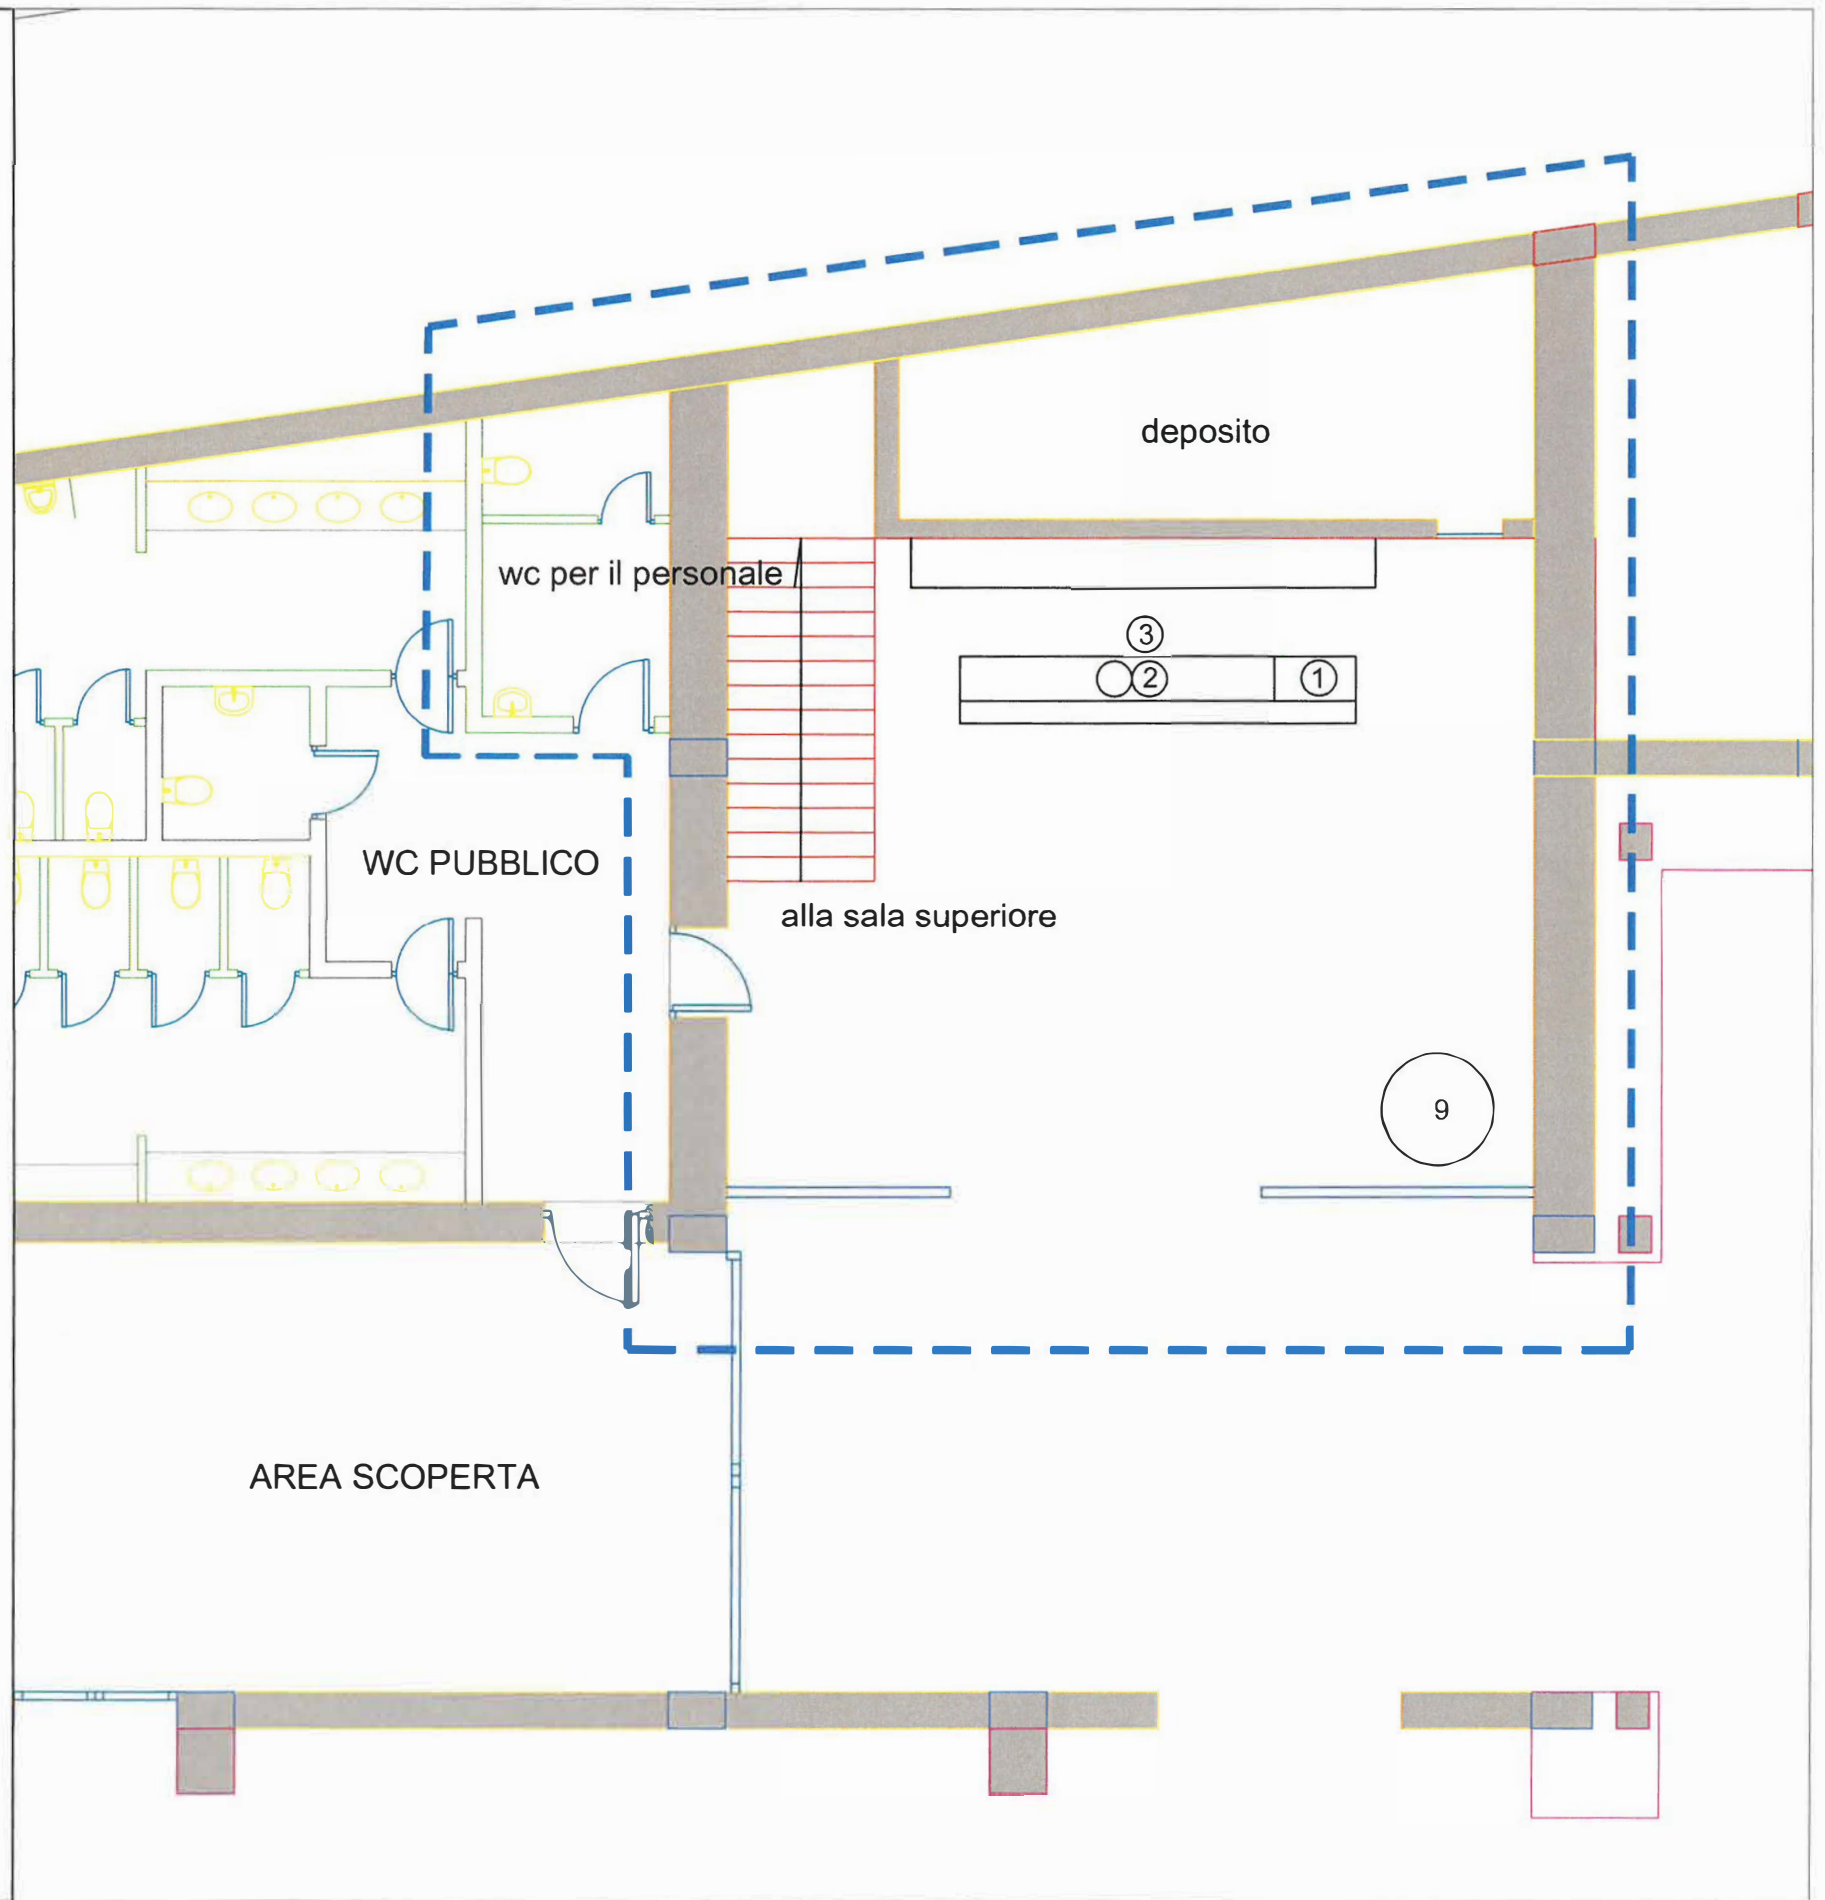 deposito
wc per il personale
3
2
1
WC PUBBLICO
alla sala superiore
9
AREA SCOPERTA